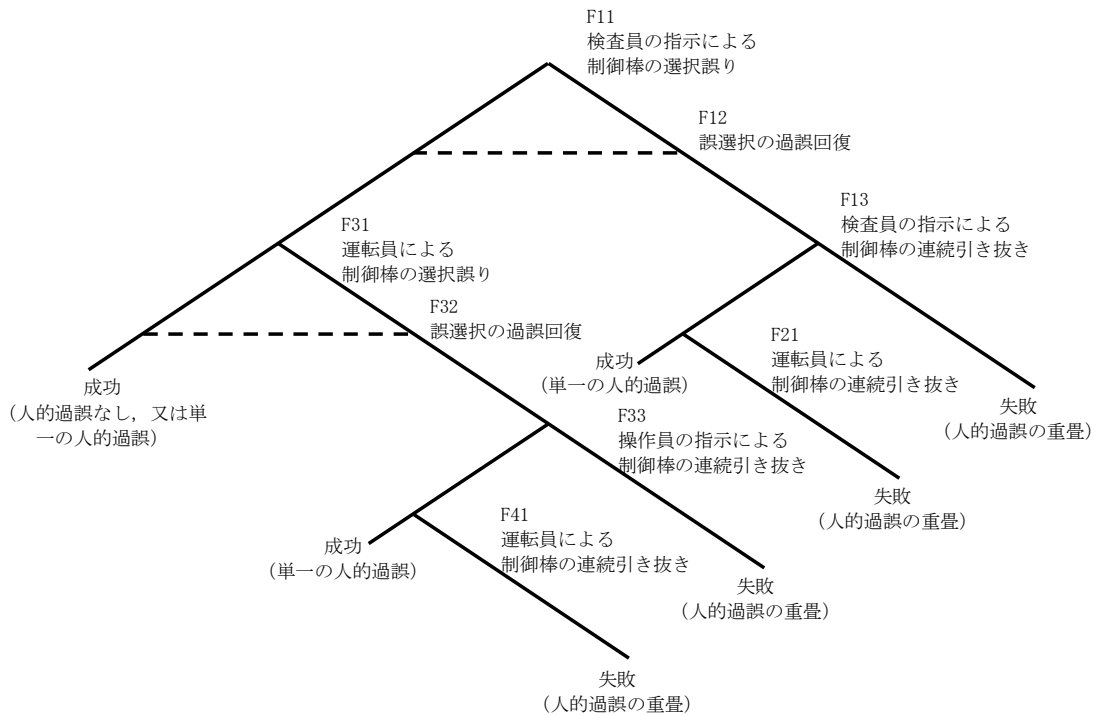 F11
検査員の指示による
制御棒の選択誤り
F12
誤選択の過誤回復
F13
検査員の指示による
制御棒の連続引き抜き
F31
運転員による
制御棒の選択誤り
F32
誤選択の過誤回復
F21
運転員による
制御棒の連続引き抜き
成功
(単一の人的過誤)
成功
(人的過誤なし,又は単
一の人的過誤)
失敗
(人的過誤の重畳)
F33
操作員の指示による
制御棒の連続引き抜き
失敗
(人的過誤の重畳)
F41
運転員による
制御棒の連続引き抜き
成功
(単一の人的過誤)
失敗
(人的過誤の重畳)
失敗
(人的過誤の重畳)